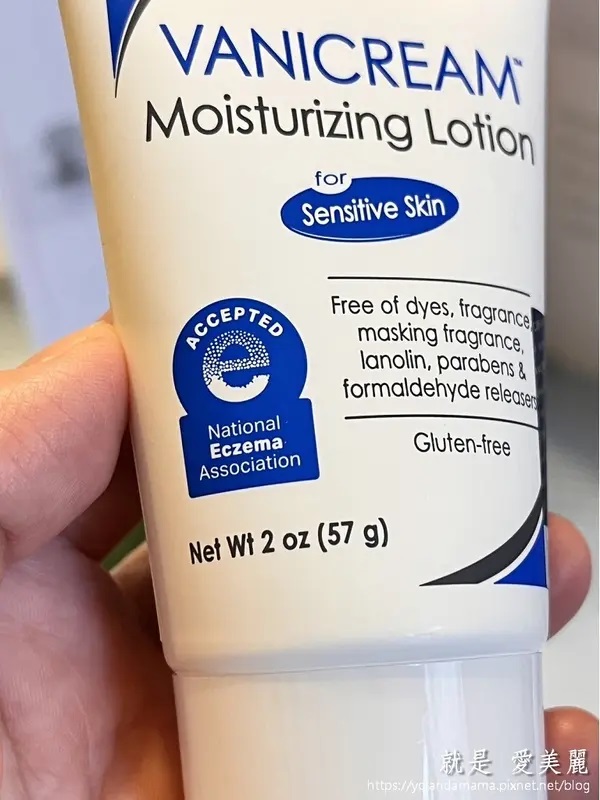 VANICREAM™
Moisturizing Lotion
for
Sensitive Skin
Free of dyes, fragrance,
masking fragrance,
lanolin, parabens &
formaldehyde releasers
Gluten-free
ACCEPTED
e
National
Eczema
Association
Net Wt 2 oz (57 g)
就是 愛美麗
https://yolandamama.pixnet.net/blog